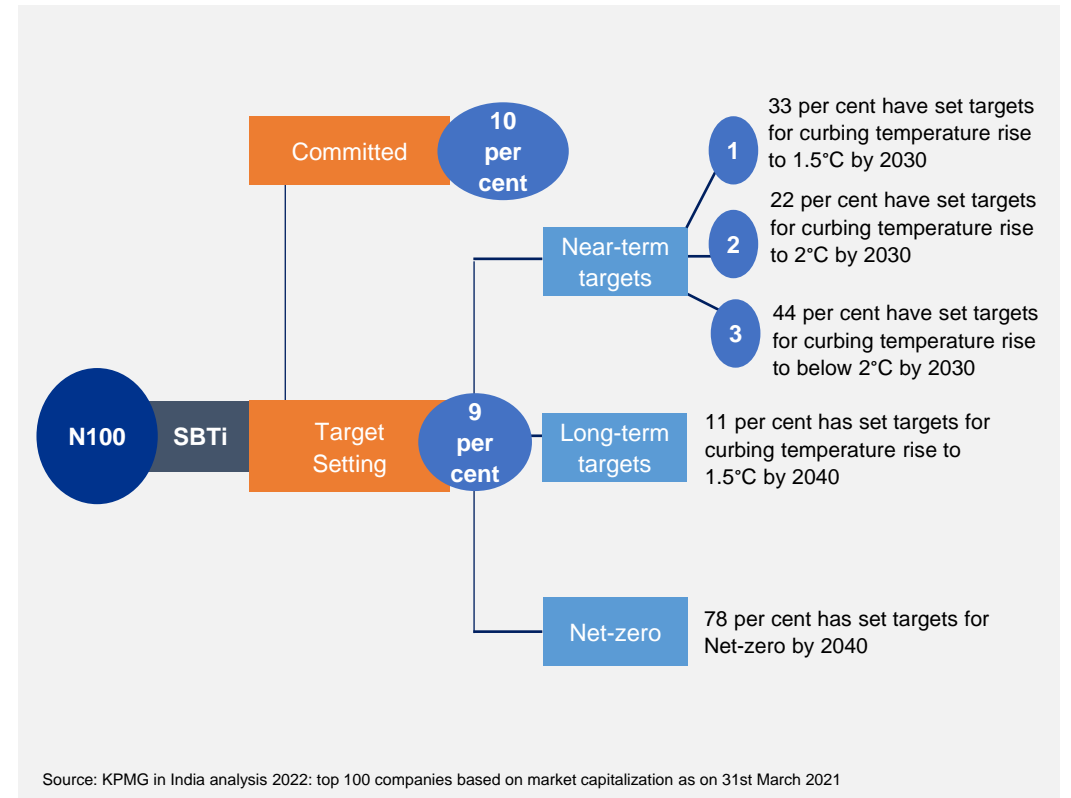 Committed
10
per
cent
1
33 per cent have set targets
for curbing temperature rise
to 1.5°C by 2030
Near-term
targets
2
22 per cent have set targets
for curbing temperature rise
to 2°C by 2030
3
44 per cent have set targets
for curbing temperature rise
to below 2°C by 2030
N100
SBTi
Target
Setting
9
per
cent
Long-term
targets
11 per cent has set targets for
curbing temperature rise to
1.5°C by 2040
Net-zero
78 per cent has set targets for
Net-zero by 2040
Source: KPMG in India analysis 2022: top 100 companies based on market capitalization as on 31st March 2021